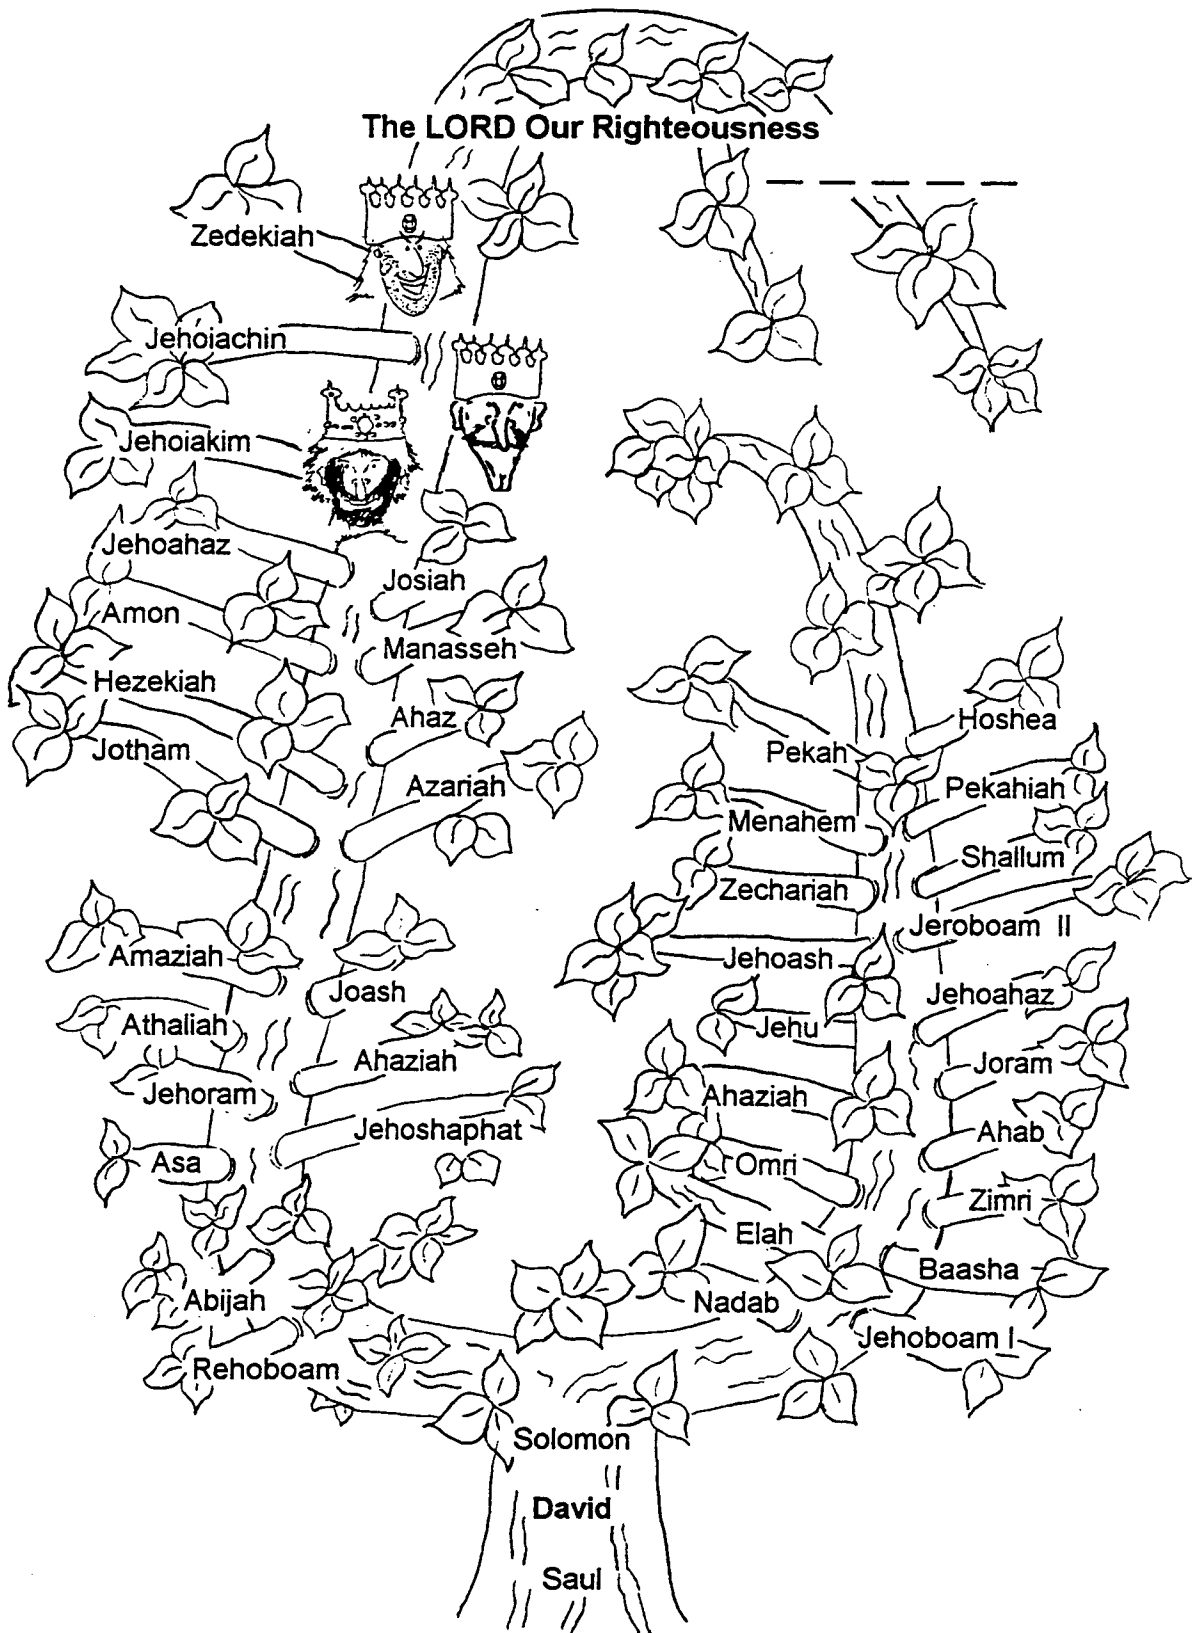 The LORD Our Righteousness
Zedekiah
Jehoiachin
Jehoiakim
Jehoahaz
Josiah
Amon
Manasseh
Hezekiah
Ahaz
Jotham
Azariah
Amaziah
Joash
Athaliah
Ahaziah
Jehoram
Jehoshaphat
Asa
Abijah
Rehoboam
Hoshea
Pekah
Pekahiah
Menahem
Shallum
Zechariah
Jeroboam II
Jehoash
Jehoahaz
Jehu
Joram
Ahaziah
Ahab
Omri
Zimri
Elah
Baasha
Nadab
Jehoboam I
Solomon
David
Saul